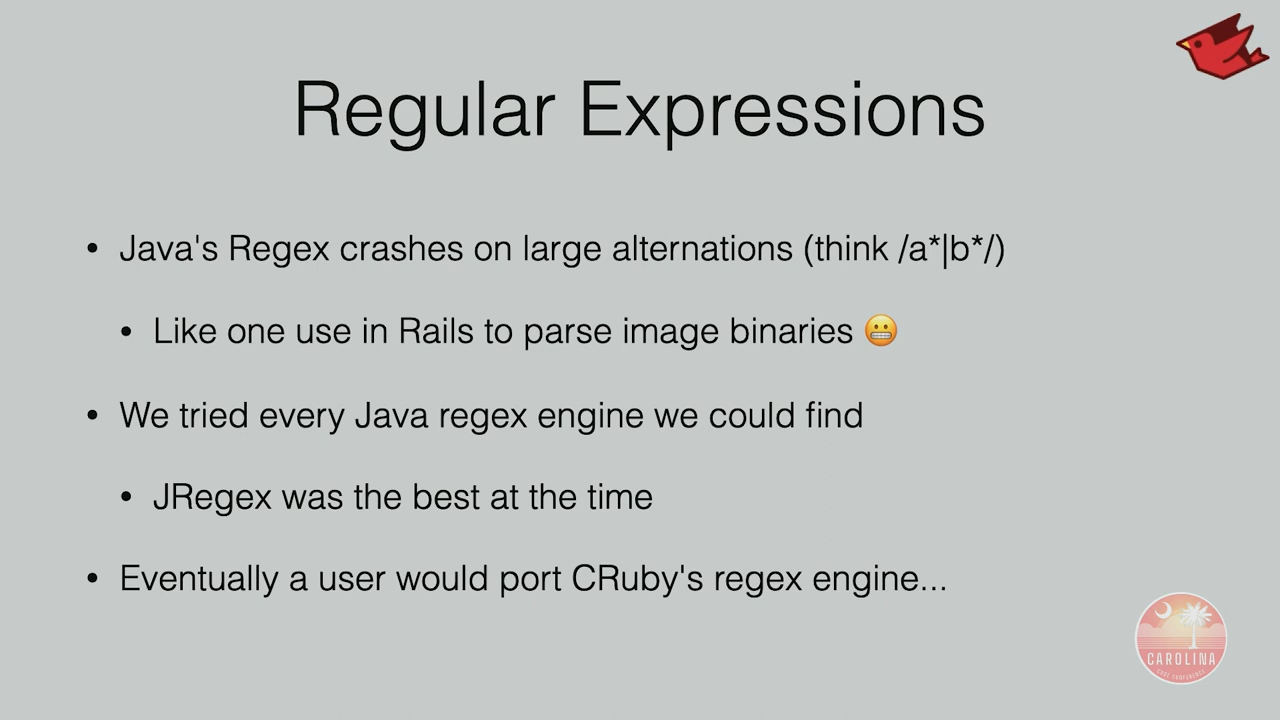 Regular Expressions
• Java's Regex crashes on large alternations (think /a*|b*/)
• Like one use in Rails to parse image binaries 😬
• We tried every Java regex engine we could find
• JRegex was the best at the time
• Eventually a user would port CRuby's regex engine...
CAROLINA
CODE CONFERENCE